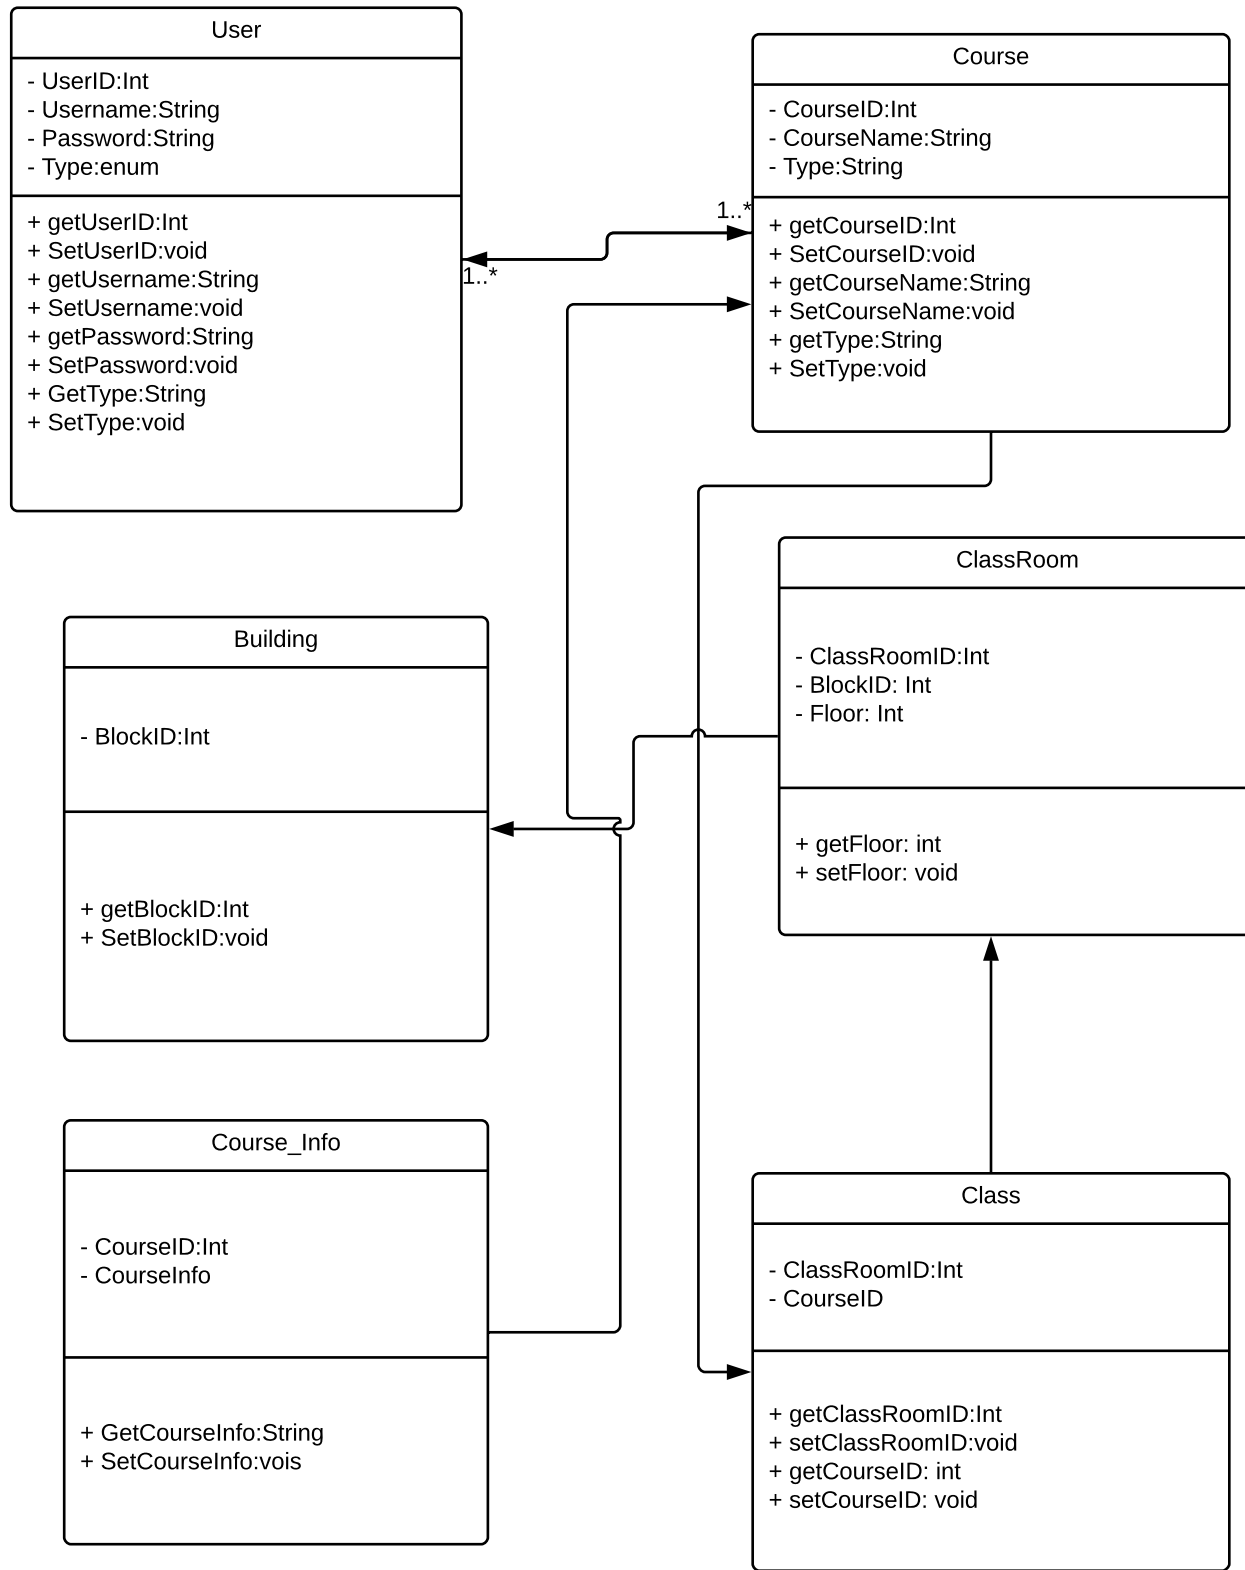 User
- UserID:Int
- Username:String
- Password:String
- Type:enum
+ getUserID:Int
+ SetUserID:void
+ getUsername:String
+ SetUsername:void
+ getPassword:String
+ SetPassword:void
+ GetType:String
+ SetType:void
1..*
1..*
Course
- CourseID:Int
- CourseName:String
- Type:String
+ getCourseID:Int
+ SetCourseID:void
+ getCourseName:String
+ SetCourseName:void
+ getType:String
+ SetType:void
ClassRoom
- ClassRoomID:Int
- BlockID: Int
- Floor: Int
+ getFloor: int
+ setFloor: void
Building
- BlockID:Int
+ getBlockID:Int
+ SetBlockID:void
Course_Info
- CourseID:Int
- CourseInfo
+ GetCourseInfo:String
+ SetCourseInfo:vois
Class
- ClassRoomID:Int
- CourseID
+ getClassRoomID:Int
+ setClassRoomID:void
+ getCourseID: int
+ setCourseID: void